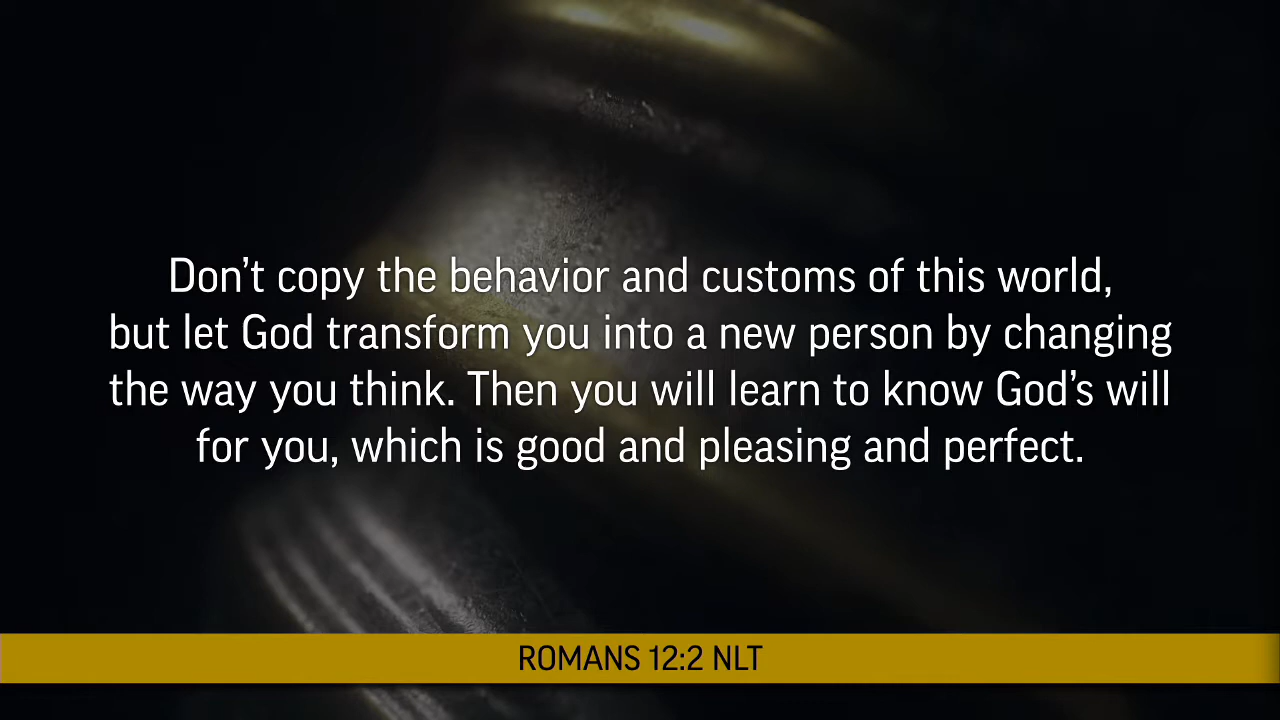 Don’t copy the behavior and customs of this world,
but let God transform you into a new person by changing
the way you think. Then you will learn to know God’s will
for you, which is good and pleasing and perfect.
ROMANS 12:2 NLT